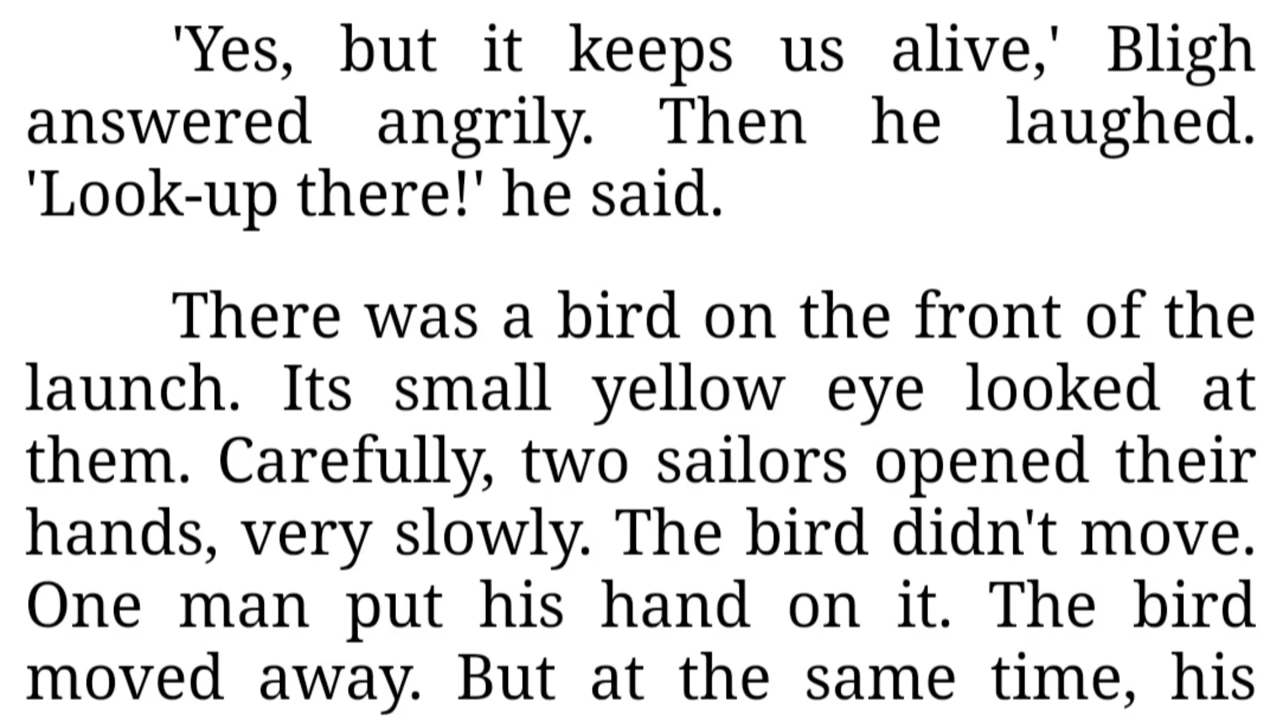 'Yes, but it keeps us alive,' Bligh
answered angrily. Then he laughed.
'Look-up there!' he said.
There was a bird on the front of the
launch. Its small yellow eye looked at
them. Carefully, two sailors opened their
hands, very slowly. The bird didn't move.
One man put his hand on it. The bird
moved away. But at the same time, his